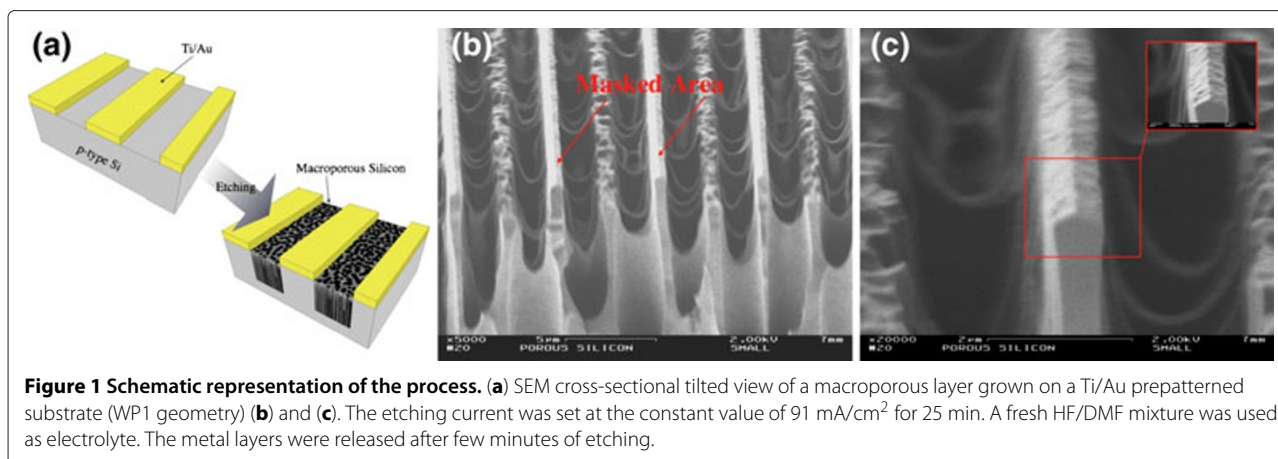 (a)
Ti/Au
p-type Si
Etching
Macroporous Silicon
(b)
Masked Area
×5000 5μm 2.00kV 7mm
#20 POROUS SILICON SMALL
(c)
×20000 2μm 2.00kV 7mm
#20 POROUS SILICON SMALL
Figure 1 Schematic representation of the process. (a) SEM cross-sectional tilted view of a macroporous layer grown on a Ti/Au prepatterned
substrate (WP1 geometry) (b) and (c). The etching current was set at the constant value of 91 mA/cm² for 25 min. A fresh HF/DMF mixture was used
as electrolyte. The metal layers were released after few minutes of etching.